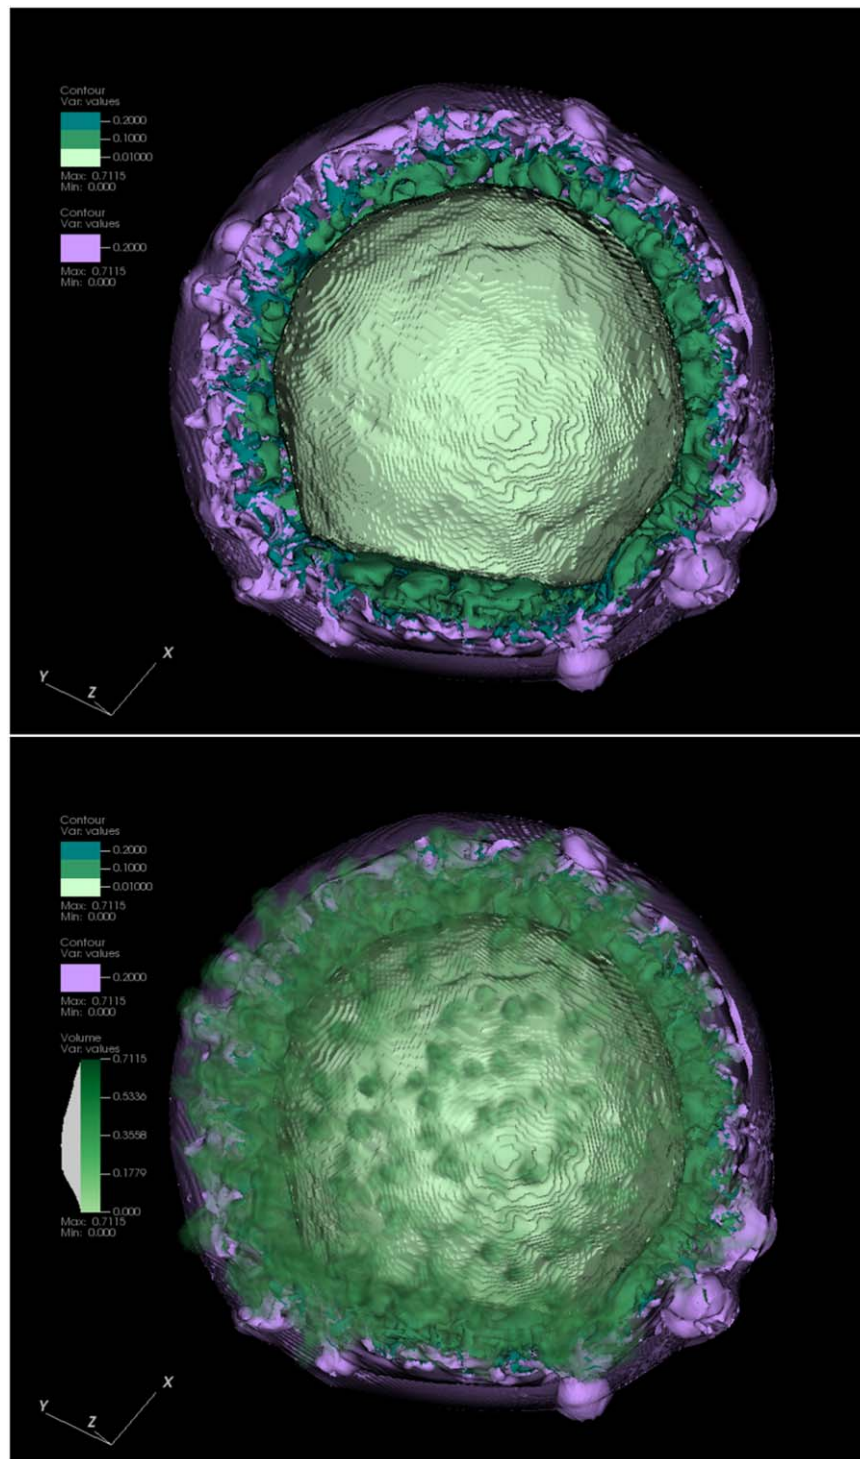 Contour
Var: values
0.2000
0.1000
0.01000
Max: 0.7115
Min: 0.000
Contour
Var: values
0.2000
Max: 0.7115
Min: 0.000
X
Y
Z
Contour
Var: values
0.2000
0.1000
0.01000
Max: 0.7115
Min: 0.000
Contour
Var: values
0.2000
Max: 0.7115
Min: 0.000
Volume
Var: values
0.7115
0.5336
0.3558
0.1779
0.000
Max: 0.7115
Min: 0.000
X
Y
Z